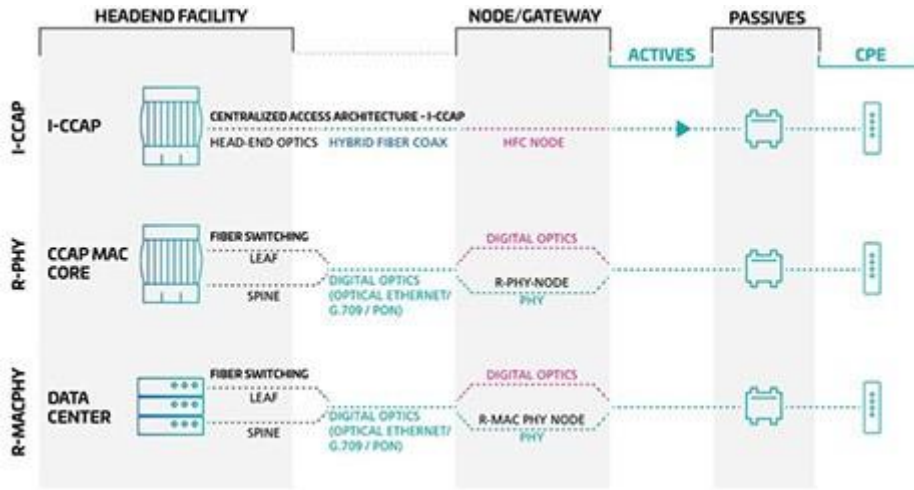 HEADEND FACILITY
NODE/GATEWAY
PASSIVES
ACTIVES
CPE
I-CCAP
I-CCAP
CENTRALIZED ACCESS ARCHITECTURE - I-CCAP
HEAD-END OPTICS
HYBRID FIBER COAX
HFC NODE
R-PHY
CCAP MAC
CORE
FIBER SWITCHING
LEAF
SPINE
DIGITAL OPTICS
(OPTICAL ETHERNET/
G.709 / PON)
DIGITAL OPTICS
R-PHY-NODE
PHY
R-MACPHY
DATA
CENTER
FIBER SWITCHING
LEAF
SPINE
DIGITAL OPTICS
(OPTICAL ETHERNET/
G.709 / PON)
DIGITAL OPTICS
R-MAC PHY NODE
PHY